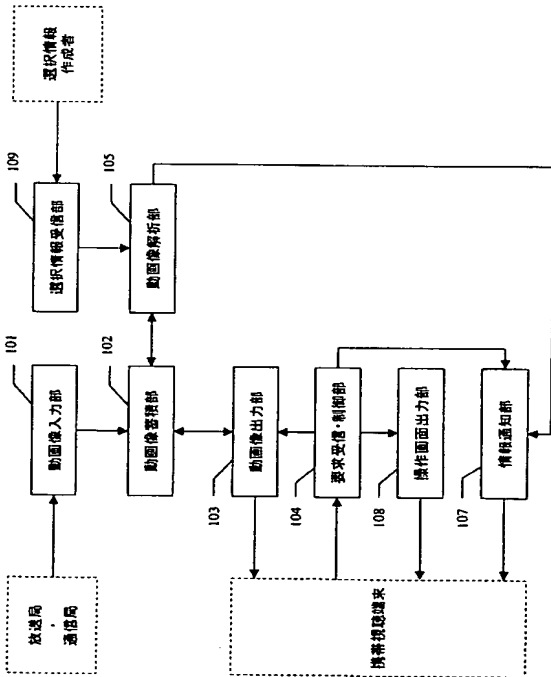 放送局
・
通信局
101
動画像入力部
109
選択情報受信部
選択情報
作成者
102
動画像蓄積部
105
動画像解析部
103
動画像出力部
104
要求受信・制御部
108
操作画面出力部
107
情報通知部
携帯視聴端末